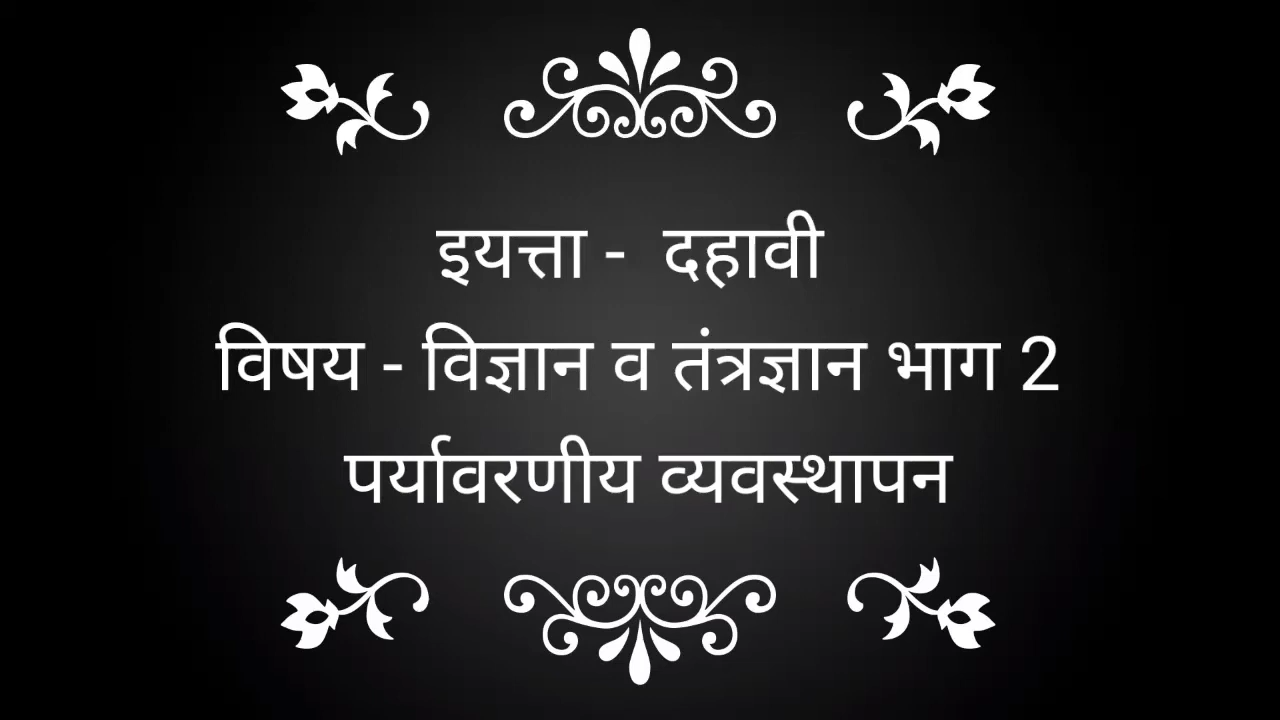 इयत्ता - दहावी
विषय - विज्ञान व तंत्रज्ञान भाग 2
पर्यावरणीय व्यवस्थापन